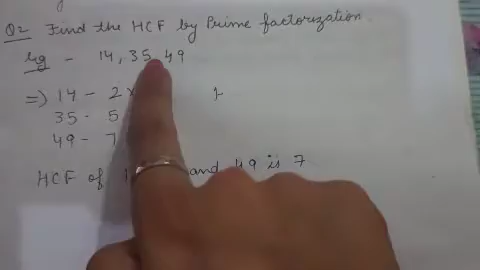 Q2 Find the HCF by Prime factorization
eg - 14, 35, 49
=> 14 - 2 x
35 - 5
49 - 7
HCF of 1 and 49 is 7